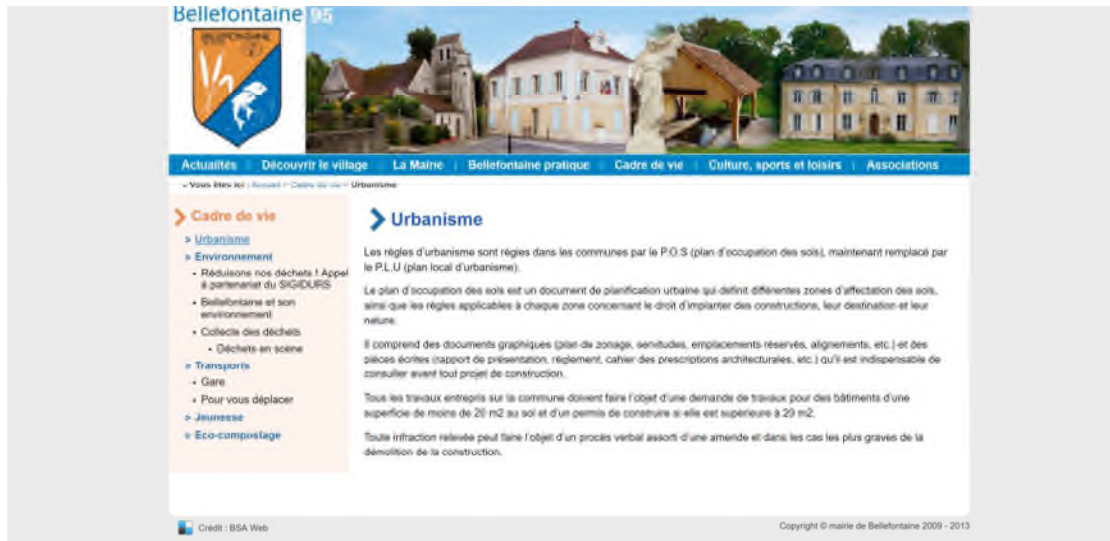 Bellefontaine 95
BELLEFONTAINE
Actualités | Découvrir le village | La Mairie | Bellefontaine pratique | Cadre de vie | Culture, sports et loisirs | Associations
» Vous êtes ici : Accueil > Cadre de vie > Urbanisme
Cadre de vie
» Urbanisme
» Environnement
• Réduisons nos déchets ! Appel
à partenariat du SIGIDURS
• Bellefontaine et son
environnement
• Collecte des déchets
• Déchets en scène
» Transports
• Gare
• Pour vous déplacer
» Jeunesse
» Eco-compostage
Urbanisme
Les règles d'urbanisme sont régies dans les communes par le P.O.S (plan d'occupation des sols), maintenant remplacé par
le P.L.U (plan local d'urbanisme).
Le plan d'occupation des sols est un document de planification urbaine qui définit différentes zones d'affectation des sols,
ainsi que les règles applicables à chaque zone concernant le droit d'implanter des constructions, leur destination et leur
nature.
Il comprend des documents graphiques (plan de zonage, servitudes, emplacements réservés, alignements, etc.) et des
pièces écrites (rapport de présentation, règlement, cahier des prescriptions architecturales, etc.) qu'il est indispensable de
consulter avant tout projet de construction.
Tous les travaux entrepris sur la commune doivent faire l'objet d'une demande de travaux pour des bâtiments d'une
superficie de moins de 20 m2 au sol et d'un permis de construire si elle est supérieure à 20 m2.
Toute infraction relevée peut faire l'objet d'un procès verbal assorti d'une amende et dans les cas les plus graves de la
démolition de la construction.
Crédit : BSA Web
Copyright © mairie de Bellefontaine 2009 - 2013